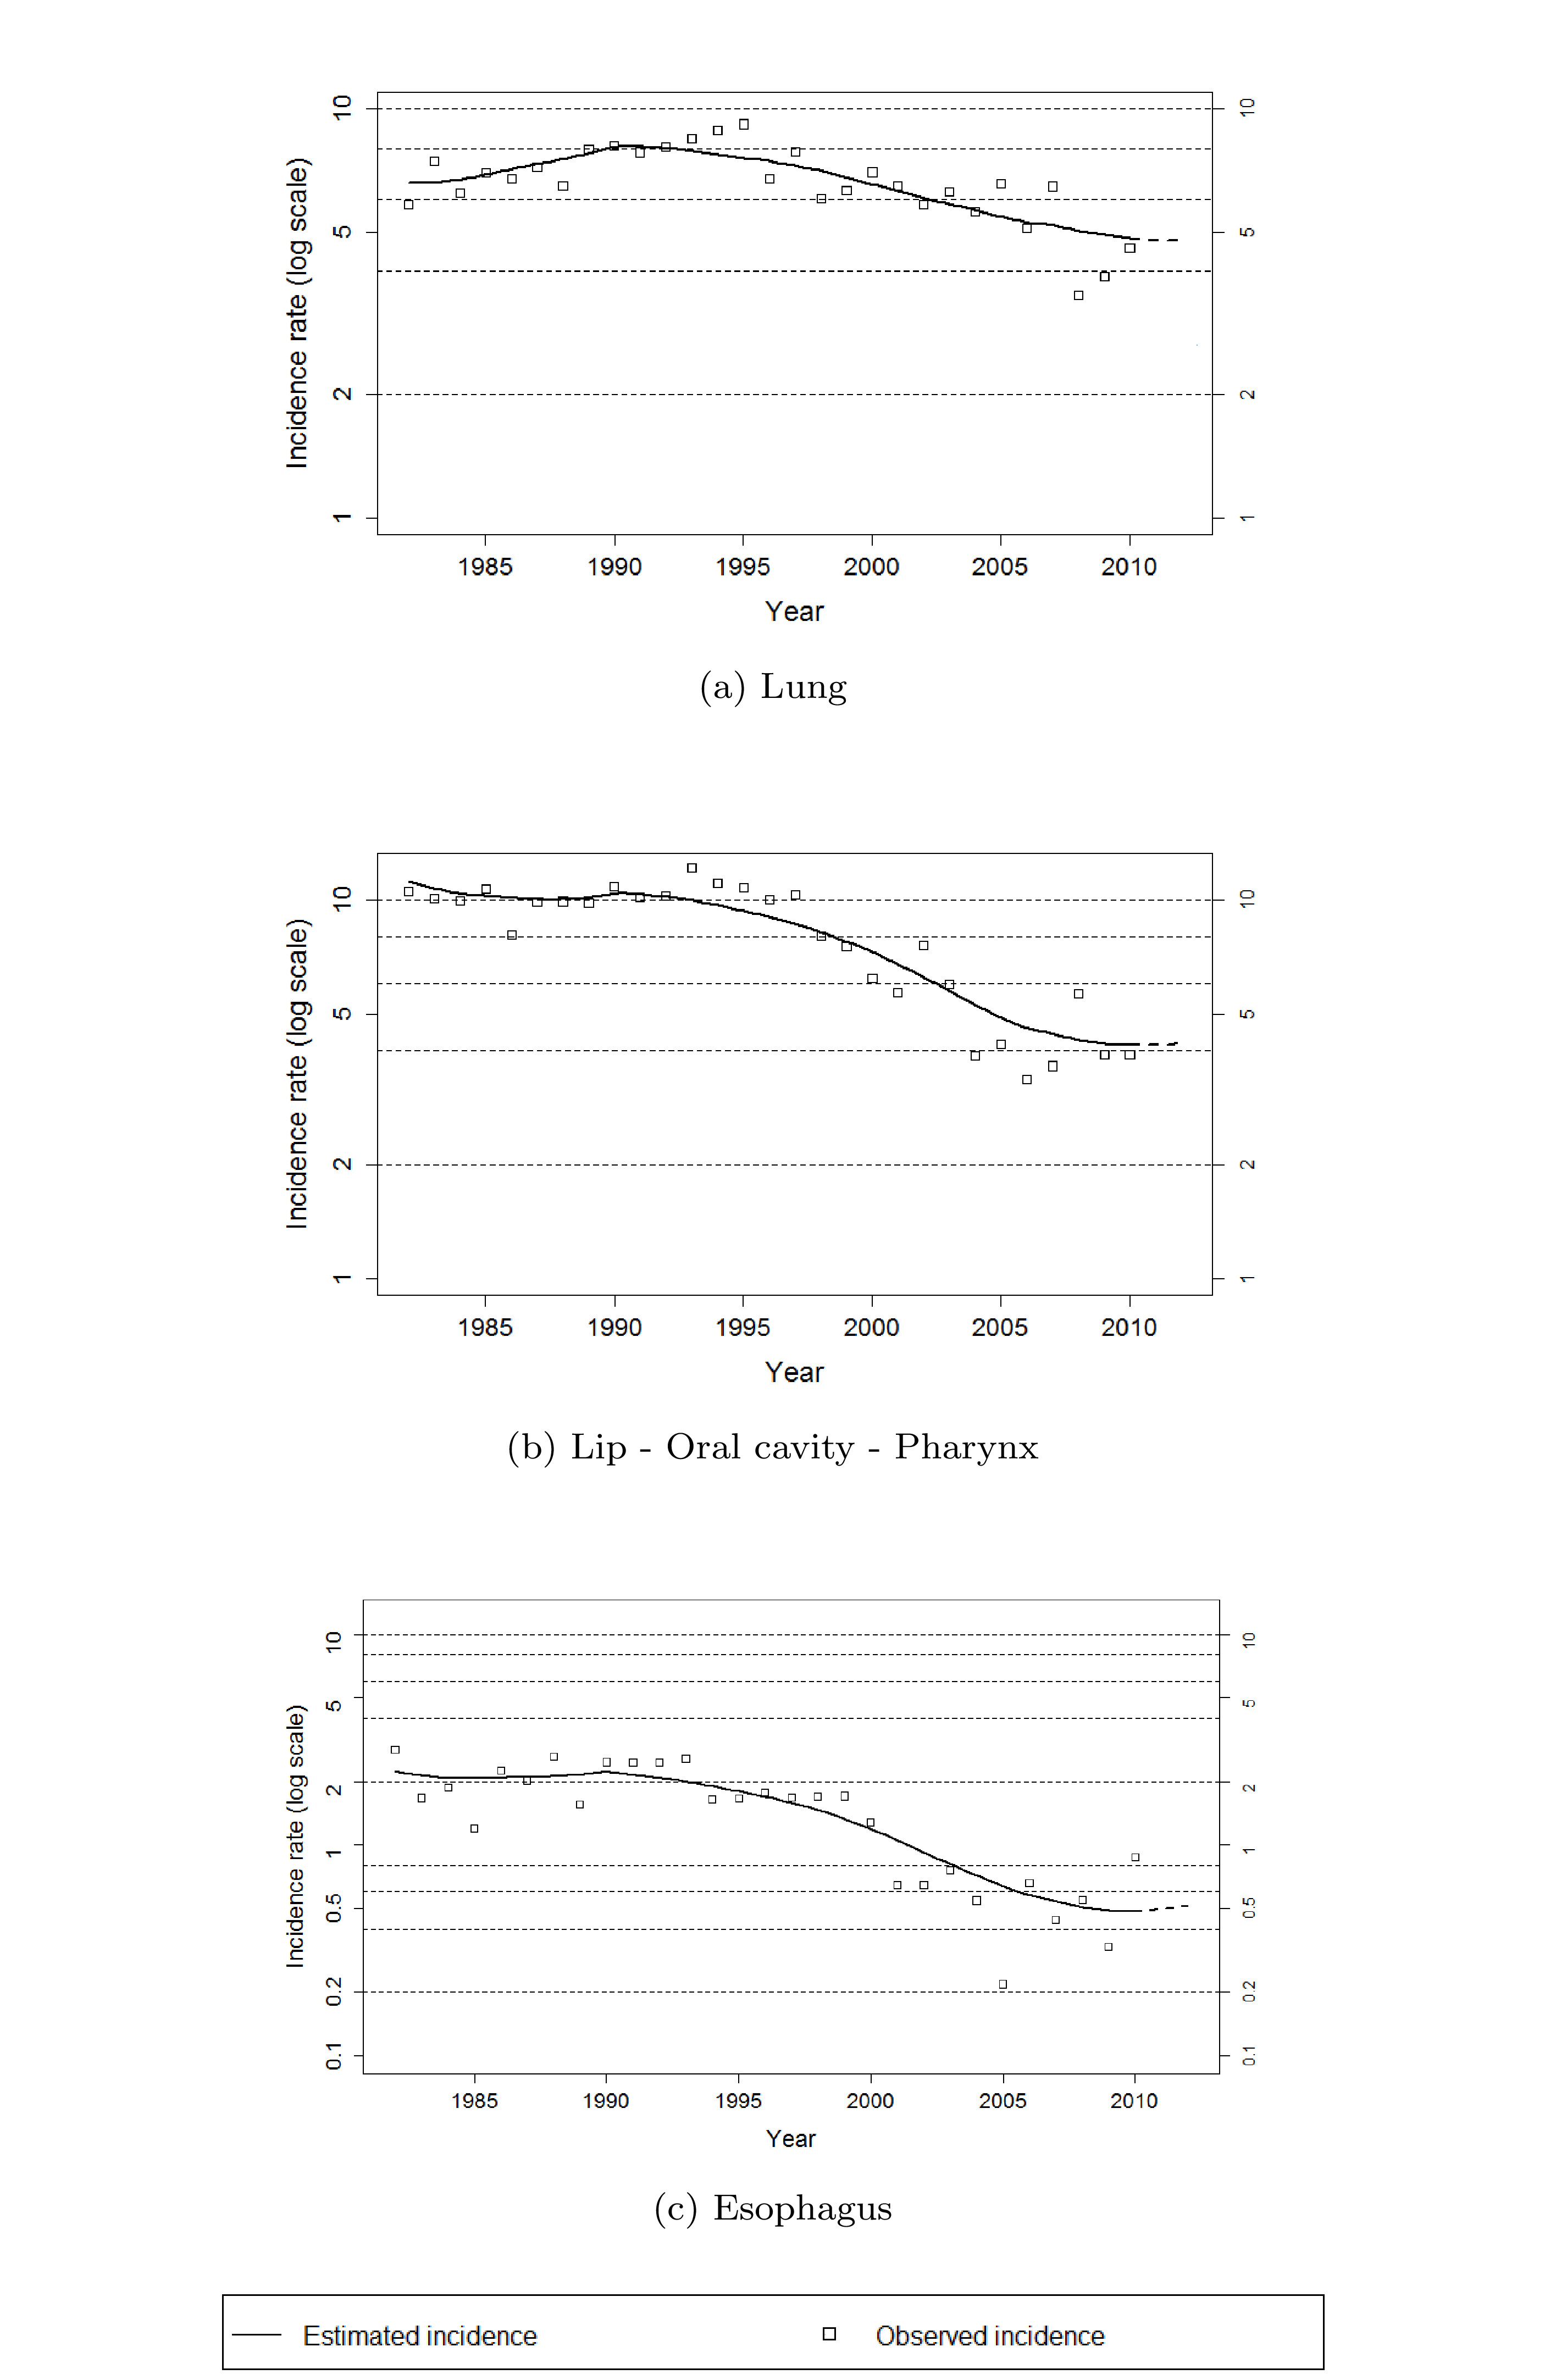 10
5
2
1
Incidence rate (log scale)
10
5
2
1
1985 1990 1995 2000 2005 2010
Year
(a) Lung
10
5
2
1
Incidence rate (log scale)
10
5
2
1
1985 1990 1995 2000 2005 2010
Year
(b) Lip - Oral cavity - Pharynx
10
5
2
1
0.5
0.2
0.1
Incidence rate (log scale)
10
5
2
1
0.5
0.2
0.1
1985 1990 1995 2000 2005 2010
Year
(c) Esophagus
Estimated incidence
Observed incidence